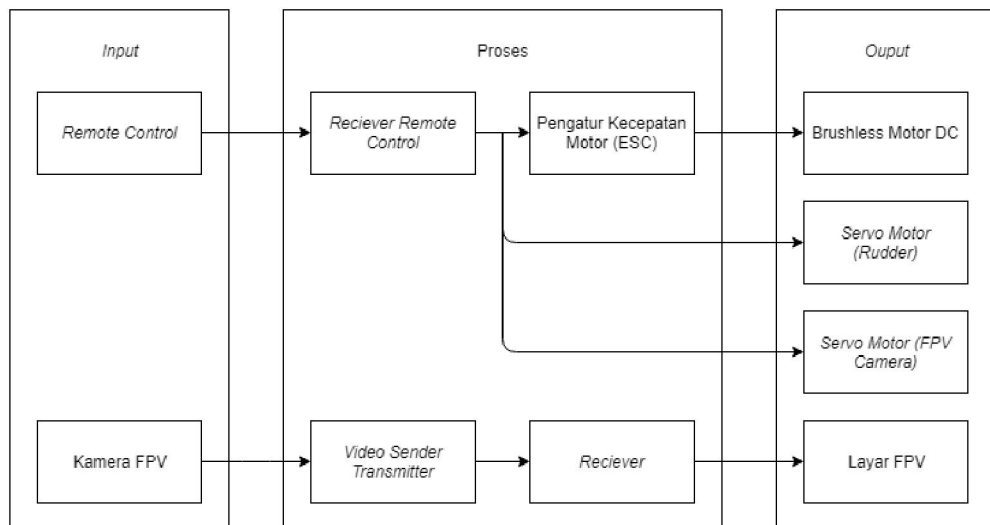 Input
Proses
Ouput
Remote Control
Reciever Remote
Control
Pengatur Kecepatan
Motor (ESC)
Brushless Motor DC
Servo Motor
(Rudder)
Servo Motor (FPV
Camera)
Kamera FPV
Video Sender
Transmitter
Reciever
Layar FPV